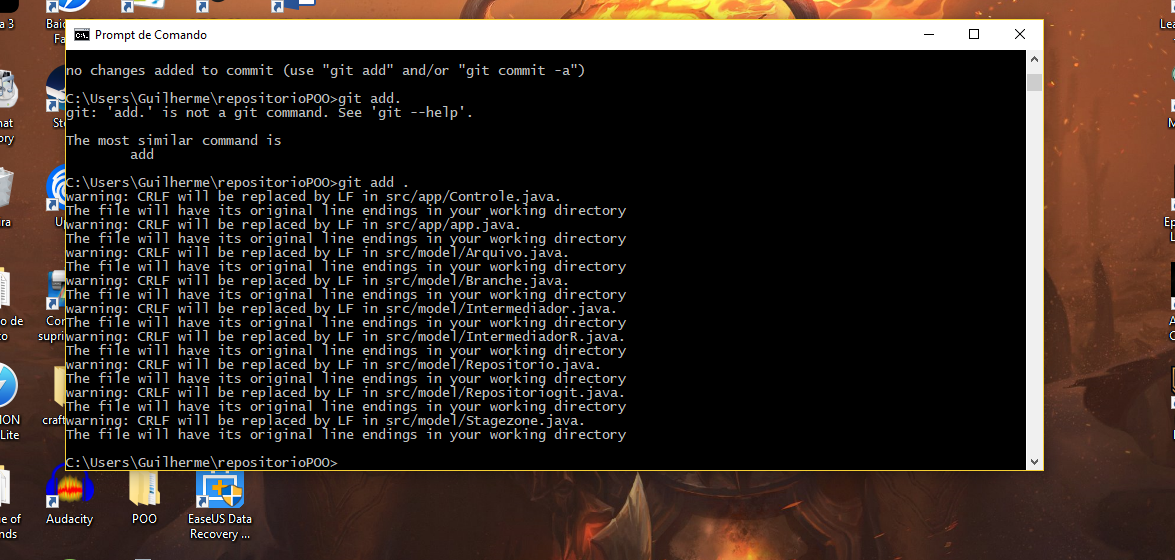 Prompt de Comando
no changes added to commit (use "git add" and/or "git commit -a")
C:\Users\Guilherme\repositorioPOO>git add.
git: 'add.' is not a git command. See 'git --help'.
The most similar command is
add
C:\Users\Guilherme\repositorioPOO>git add .
warning: CRLF will be replaced by LF in src/app/Controle.java.
The file will have its original line endings in your working directory
warning: CRLF will be replaced by LF in src/app/app.java.
The file will have its original line endings in your working directory
warning: CRLF will be replaced by LF in src/model/Arquivo.java.
The file will have its original line endings in your working directory
warning: CRLF will be replaced by LF in src/model/Branche.java.
The file will have its original line endings in your working directory
warning: CRLF will be replaced by LF in src/model/Intermediador.java.
The file will have its original line endings in your working directory
warning: CRLF will be replaced by LF in src/model/IntermediadorR.java.
The file will have its original line endings in your working directory
warning: CRLF will be replaced by LF in src/model/Repositorio.java.
The file will have its original line endings in your working directory
warning: CRLF will be replaced by LF in src/model/Repositoriogit.java.
The file will have its original line endings in your working directory
warning: CRLF will be replaced by LF in src/model/Stagezone.java.
The file will have its original line endings in your working directory
C:\Users\Guilherme\repositorioPOO>
Audacity
POO
EaseUS Data
Recovery ...
Lite